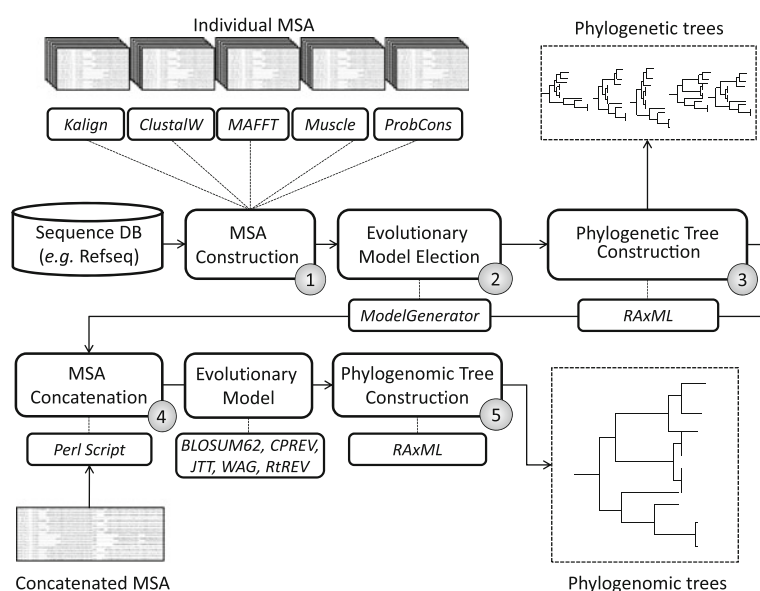 Individual MSA
Phylogenetic trees
Kalign
ClustalW
MAFFT
Muscle
ProbCons
Sequence DB
(e.g. Refseq)
MSA
Construction
1
Evolutionary
Model Election
2
Phylogenetic Tree
Construction
3
ModelGenerator
RAxML
MSA
Concatenation
4
Evolutionary
Model
Phylogenomic Tree
Construction
5
Perl Script
BLOSUM62, CPREV,
JTT, WAG, RtREV
RAxML
Concatenated MSA
Phylogenomic trees